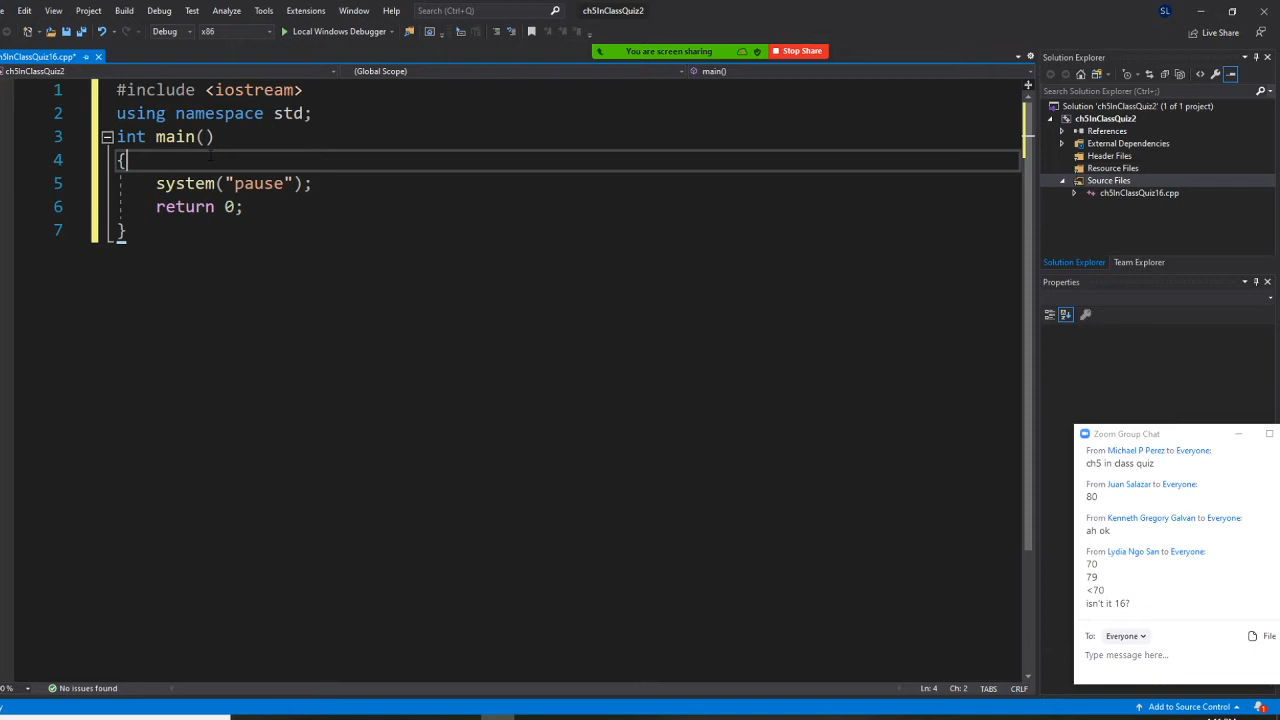 Edit View Project Build Debug Test Analyze Tools Extensions Window Help Search (Ctrl+Q) ch5InClassQuiz2 SL
Debug x86 Local Windows Debugger Live Share
You are screen sharing Stop Share
h5InClassQuiz16.cpp*
ch5InClassQuiz2 (Global Scope) main()
1 #include <iostream>
2 using namespace std;
3 int main()
4 {
5 system("pause");
6 return 0;
7 }
Solution Explorer
Search Solution Explorer (Ctrl+;)
Solution 'ch5InClassQuiz2' (1 of 1 project)
ch5InClassQuiz2
References
External Dependencies
Header Files
Resource Files
Source Files
ch5InClassQuiz16.cpp
Solution Explorer Team Explorer
Properties
Zoom Group Chat
From Michael P Perez to Everyone:
ch5 in class quiz
From Juan Salazar to Everyone:
80
From Kenneth Gregory Galvan to Everyone:
ah ok
From Lydia Ngo San to Everyone:
70
79
<70
isn't it 16?
To: Everyone File
Type message here...
0 % No issues found Ln: 4 Ch: 2 TABS CRLF
Add to Source Control 1